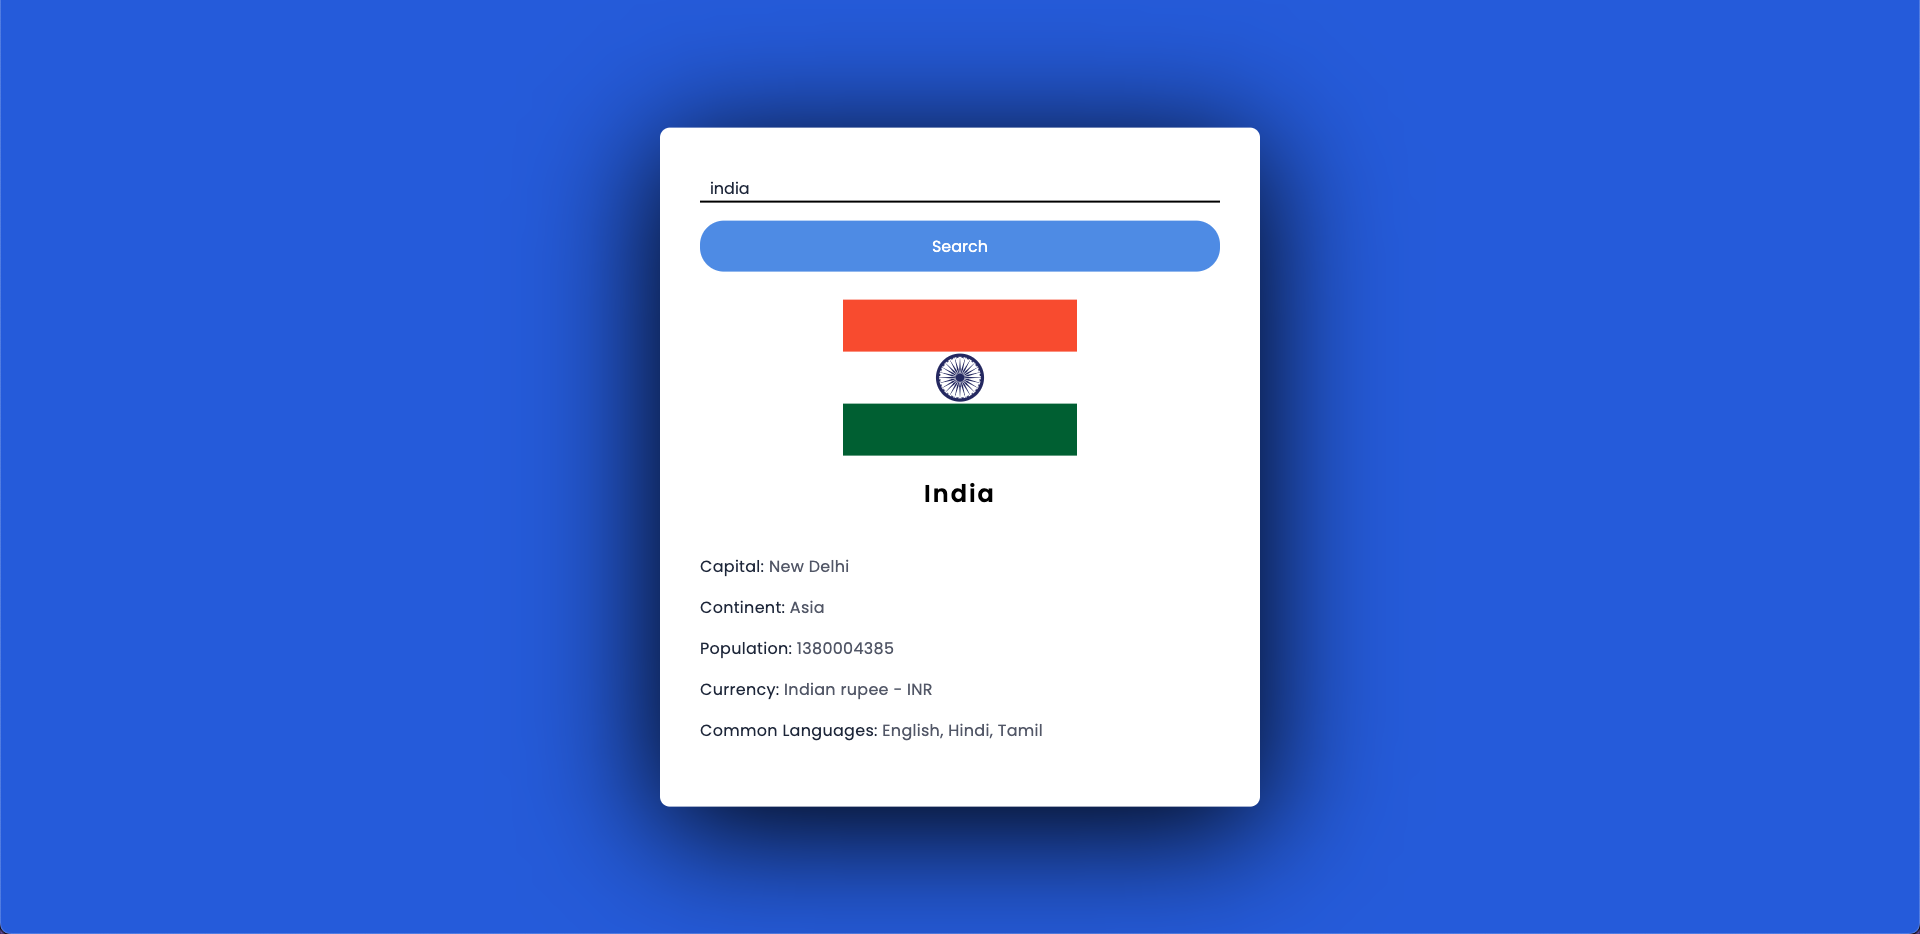 india
Search
India
Capital: New Delhi
Continent: Asia
Population: 1380004385
Currency: Indian rupee - INR
Common Languages: English, Hindi, Tamil